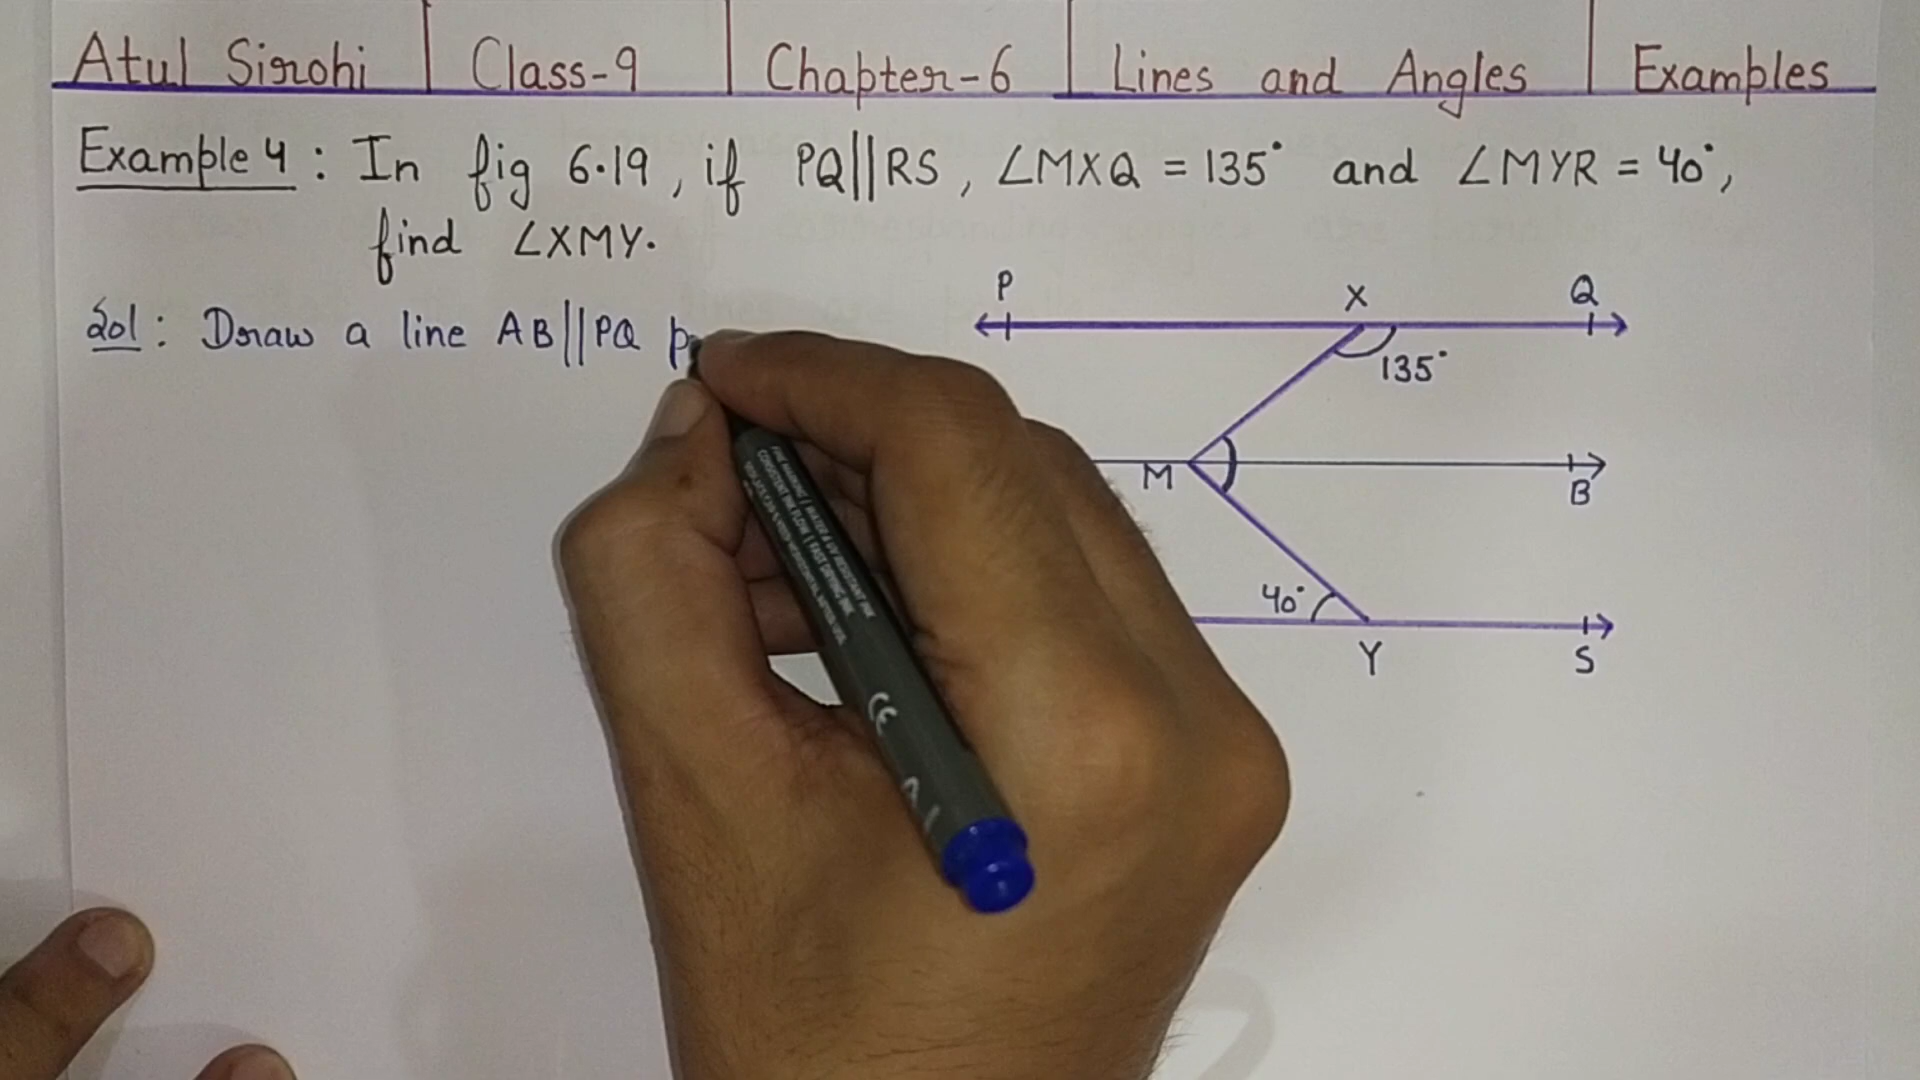 Atul Sirohi | Class-9 | Chapter-6 | Lines and Angles | Examples
Example 4 : In fig 6.19, if PQ||RS, ∠MXQ = 135° and ∠MYR = 40°,
find ∠XMY.
Sol : Draw a line AB||PQ p
P X Q
135°
M B
40°
Y S
CE